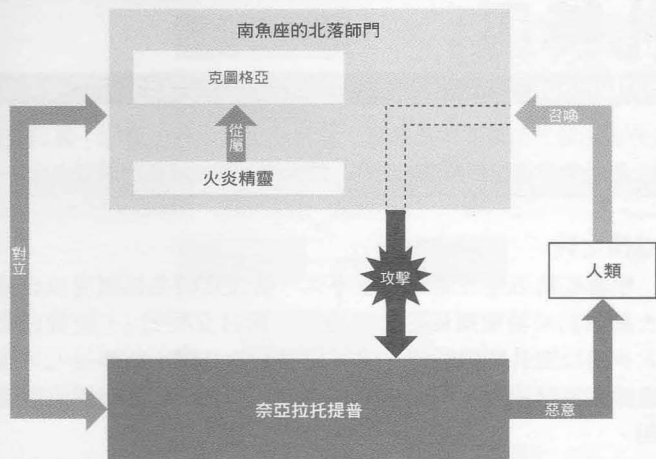 南魚座的北落師門
克圖格亞
從屬
火炎精靈
召喚
對立
攻擊
人類
奈亞拉托提普
惡意